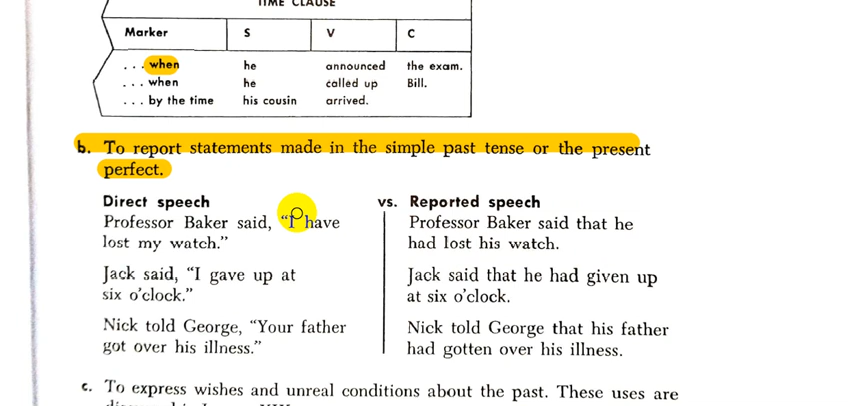 TIME CLAUSE
Marker S V C
. . . when he announced the exam.
. . . when he called up Bill.
. . . by the time his cousin arrived.
b. To report statements made in the simple past tense or the present
perfect.
Direct speech vs. Reported speech
Professor Baker said, “I have
lost my watch.”
Professor Baker said that he
had lost his watch.
Jack said, “I gave up at
six o’clock.”
Jack said that he had given up
at six o’clock.
Nick told George, “Your father
got over his illness.”
Nick told George that his father
had gotten over his illness.
c. To express wishes and unreal conditions about the past. These uses are